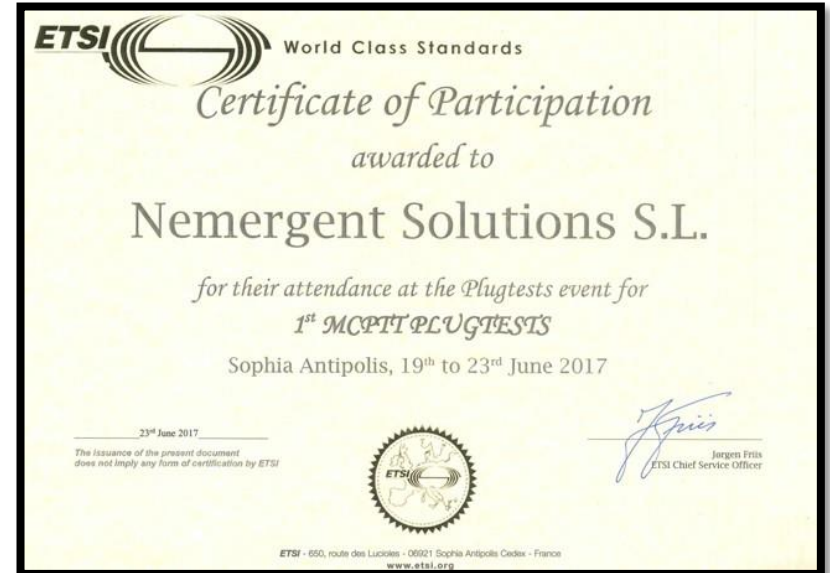 ETSI World Class Standards
Certificate of Participation
awarded to
Nemergent Solutions S.L.
for their attendance at the Plugtests event for
1st MCPTT PLUGTESTS
Sophia Antipolis, 19th to 23rd June 2017
23rd June 2017
The issuance of the present document
does not imply any form of certification by ETSI
Jørgen Friis
ETSI Chief Service Officer
ETSI
ETSI - 650, route des Lucioles - 06921 Sophia Antipolis Cedex - France
www.etsi.org